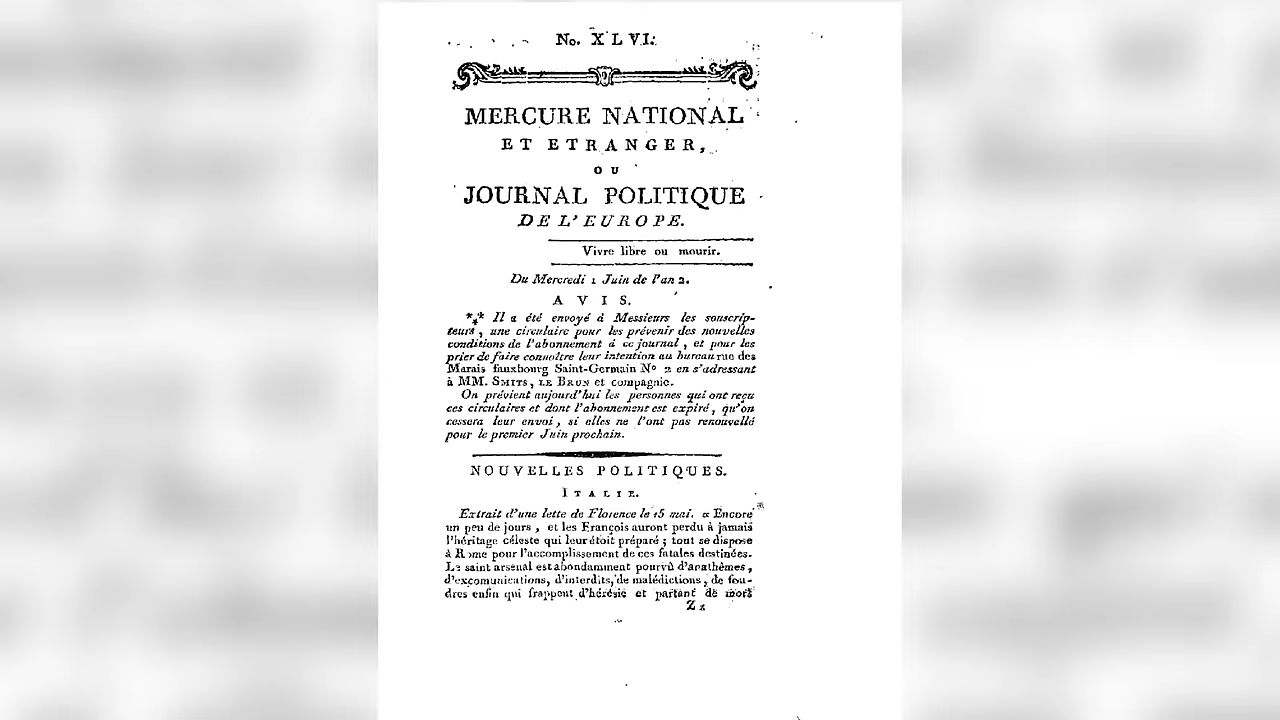 No. XLVI.
MERCURE NATIONAL
ET ETRANGER,
OU
JOURNAL POLITIQUE
DE L'EUROPE.
Vivre libre ou mourir.
Du Mercredi 1 Juin de l'an 2.
AVIS.
*** Il a été envoyé à Messieurs les souscrip-
teurs, une circulaire pour les prévenir des nouvelles
conditions de l'abonnement à ce journal, et pour les
prier de faire connoître leur intention au bureau rue des
Marais fauxbourg Saint-Germain N° 2 en s'adressant
à MM. SMITS, LE BRUN et compagnie.
On prévient aujourd'hui les personnes qui ont reçu
ces circulaires et dont l'abonnement est expiré, qu'on
cessera leur envoi, si elles ne l'ont pas renouvellé
pour le premier Juin prochain.
NOUVELLES POLITIQUES.
ITALIE.
Extrait d'une lette de Florence le 15 mai. « Encore
un peu de jours, et les François auront perdu à jamais
l'héritage céleste qui leur étoit préparé; tout se dispose
à Rome pour l'accomplissement de ces fatales destinées.
Le saint arsenal est abondamment pourvû d'anathèmes,
d'excomunications, d'interdits, de malédictions, de fou-
dres enfin qui frappent d'hérésie et partant de mort
Zz